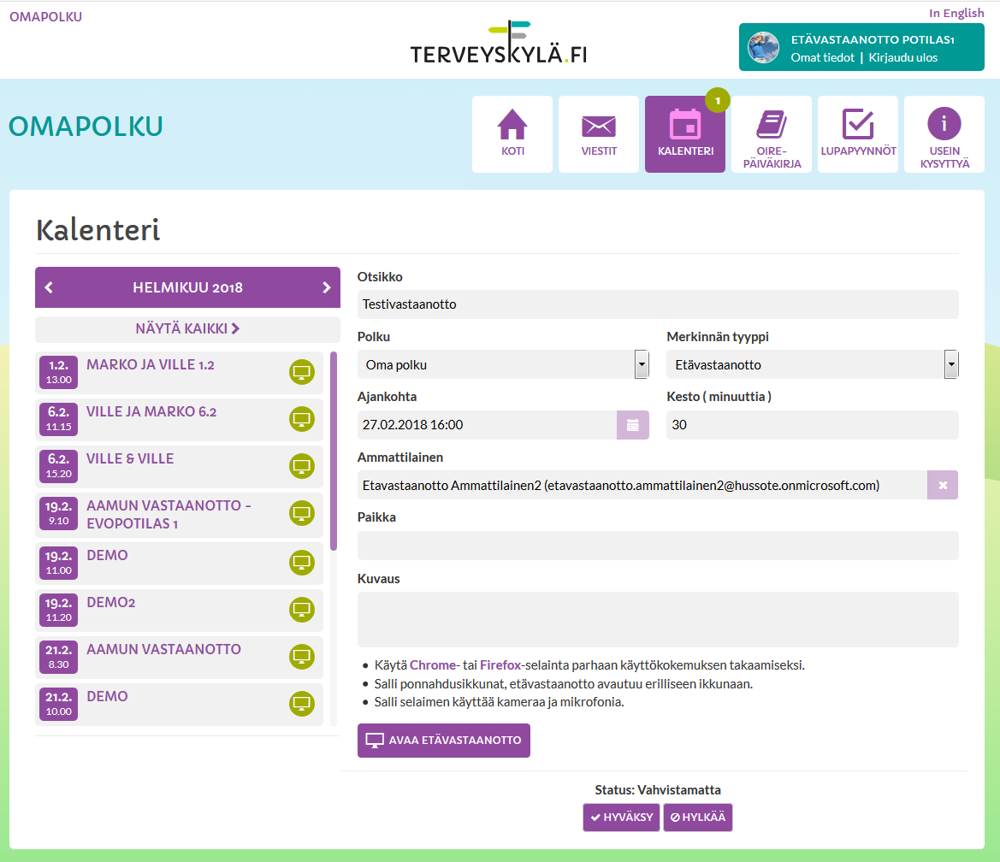 OMAPOLKU
In English
TERVEYSKYLÄ.FI
ETÄVASTAANOTTO POTILAS1
Omat tiedot | Kirjaudu ulos
OMAPOLKU
KOTI
VIESTIT
1
KALENTERI
OIRE-
PÄIVÄKIRJA
LUPAPYYNNÖT
USEIN
KYSYTTYÄ
Kalenteri
HELMIKUU 2018
NÄYTÄ KAIKKI
1.2.
13.00
MARKO JA VILLE 1.2
6.2.
11.15
VILLE JA MARKO 6.2
6.2.
15.20
VILLE & VILLE
19.2.
9.10
AAMUN VASTAANOTTO -
EVOPOTILAS 1
19.2.
11.00
DEMO
19.2.
11.20
DEMO2
21.2.
8.30
AAMUN VASTAANOTTO
21.2.
10.00
DEMO
Otsikko
Testivastaanotto
Polku
Merkinnän tyyppi
Oma polku
Etävastaanotto
Ajankohta
Kesto ( minuuttia )
27.02.2018 16:00
30
Ammattilainen
Etavastaanotto Ammattilainen2 (etavastaanotto.ammattilainen2@hussote.onmicrosoft.com)
Paikka
Kuvaus
• Käytä Chrome- tai Firefox-selainta parhaan käyttökokemuksen takaamiseksi.
• Salli ponnahdusikkunat, etävastaanotto avautuu erilliseen ikkunaan.
• Salli selaimen käyttää kameraa ja mikrofonia.
AVAA ETÄVASTAANOTTO
Status: Vahvistamatta
HYVÄKSY
HYLKÄÄ